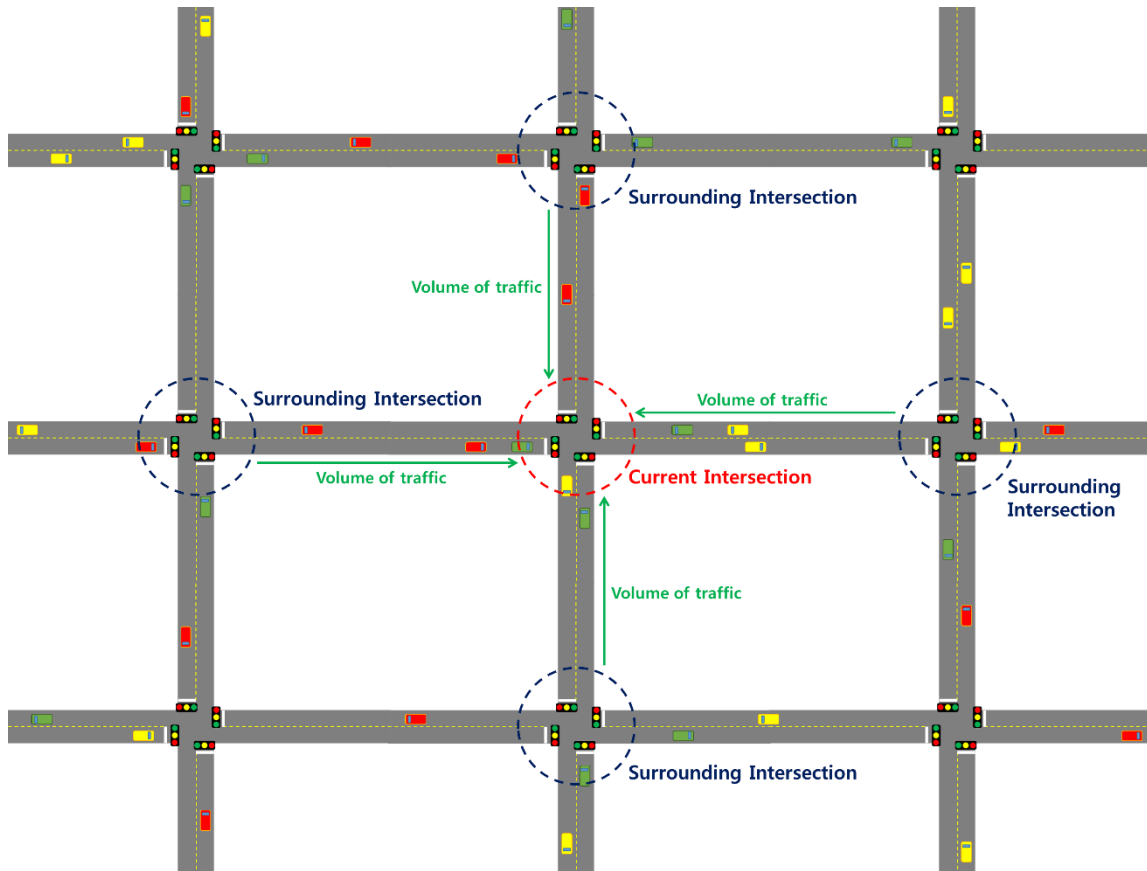 Surrounding Intersection
Volume of traffic
Surrounding Intersection
Volume of traffic
Volume of traffic
Current Intersection
Surrounding
Intersection
Volume of traffic
Surrounding Intersection